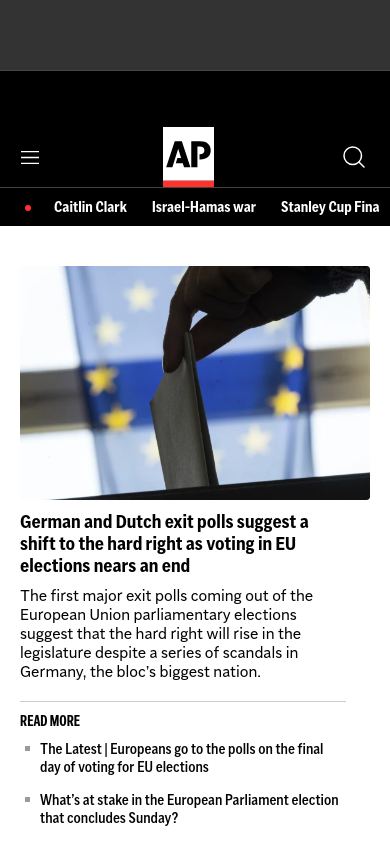 AP
Caitlin Clark Israel-Hamas war Stanley Cup Fina
German and Dutch exit polls suggest a
shift to the hard right as voting in EU
elections nears an end
The first major exit polls coming out of the
European Union parliamentary elections
suggest that the hard right will rise in the
legislature despite a series of scandals in
Germany, the bloc’s biggest nation.
READ MORE
The Latest | Europeans go to the polls on the final
day of voting for EU elections
What’s at stake in the European Parliament election
that concludes Sunday?